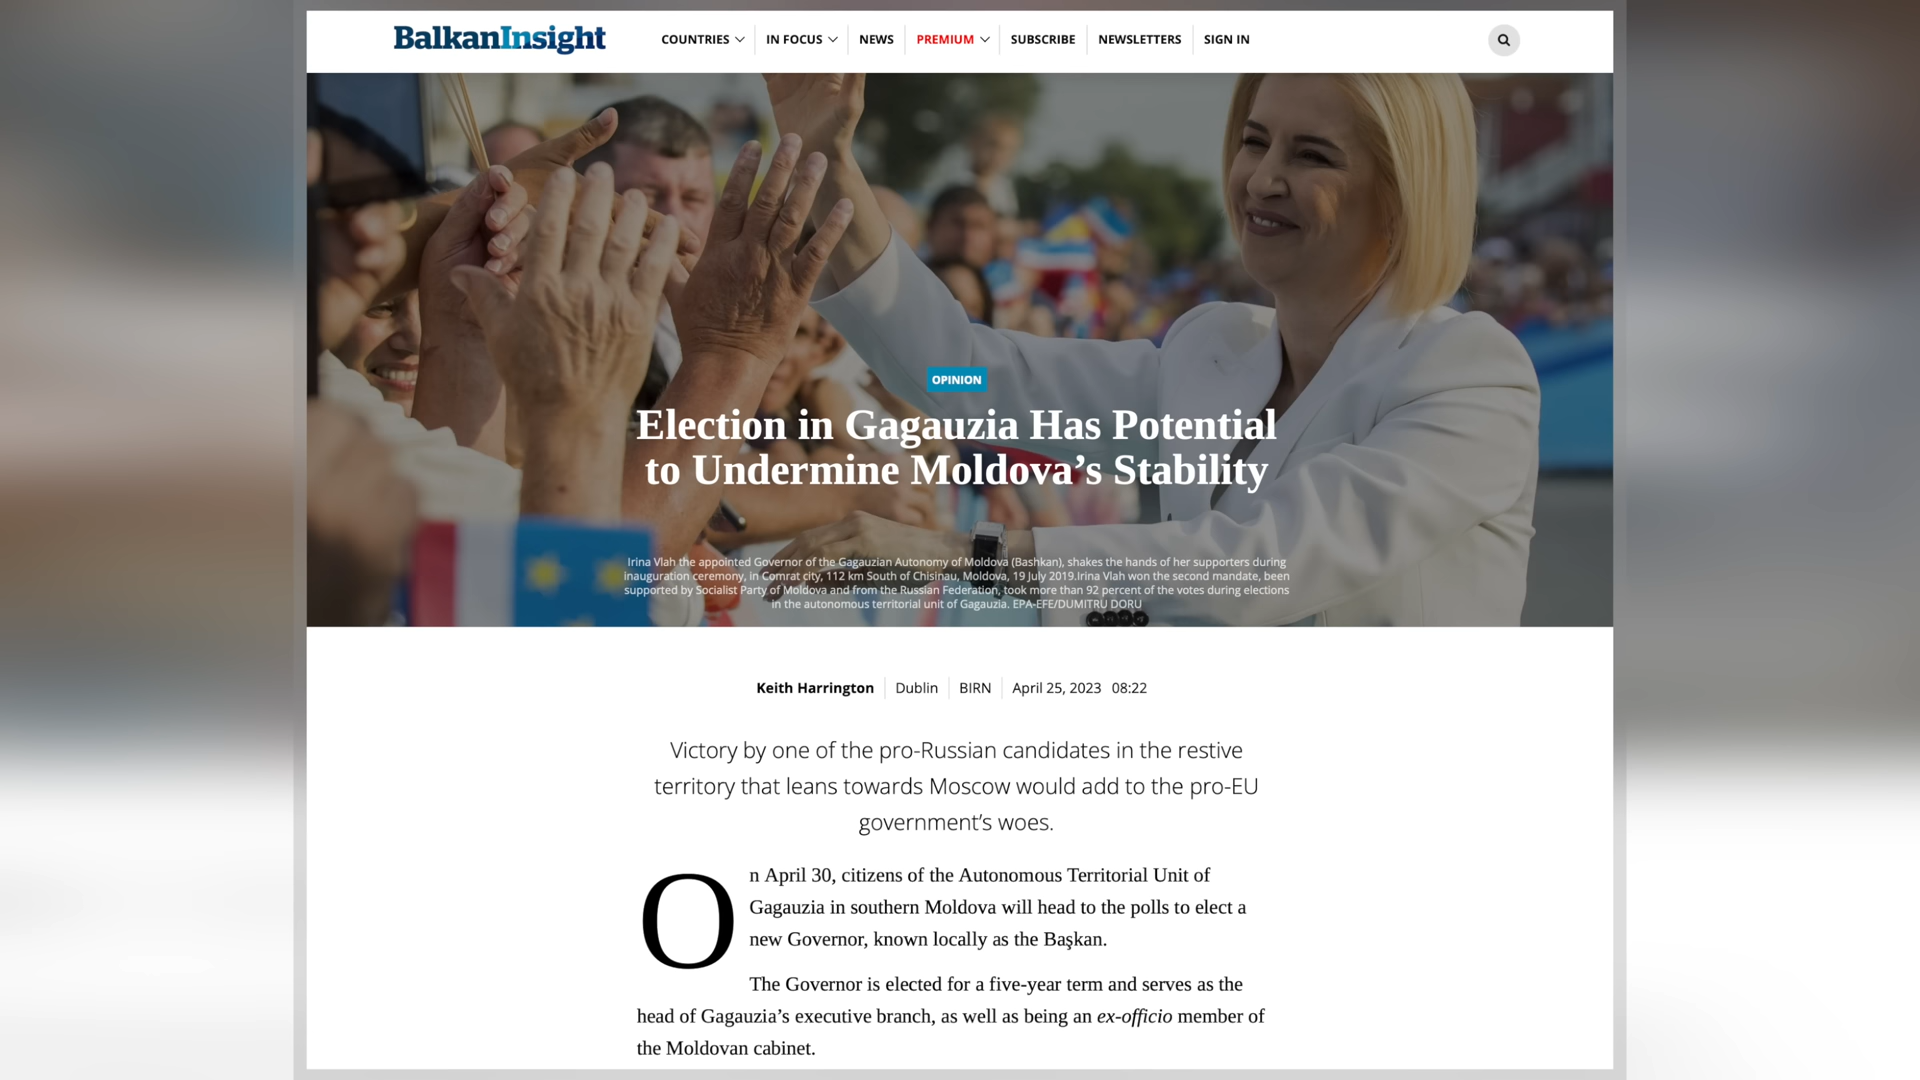 BalkanInsight
COUNTRIES
IN FOCUS
NEWS
PREMIUM
SUBSCRIBE
NEWSLETTERS
SIGN IN
OPINION
Election in Gagauzia Has Potential
to Undermine Moldova’s Stability
Irina Vlah the appointed Governor of the Gagauzian Autonomy of Moldova (Bashkan), shakes the hands of her supporters during
inauguration ceremony, in Comrat city, 112 km South of Chisinau, Moldova, 19 July 2019.Irina Vlah won the second mandate, been
supported by Socialist Party of Moldova and from the Russian Federation, took more than 92 percent of the votes during elections
in the autonomous territorial unit of Gagauzia. EPA-EFE/DUMITRU DORU
Keith Harrington
Dublin
BIRN
April 25, 2023 08:22
Victory by one of the pro-Russian candidates in the restive
territory that leans towards Moscow would add to the pro-EU
government’s woes.
On April 30, citizens of the Autonomous Territorial Unit of
Gagauzia in southern Moldova will head to the polls to elect a
new Governor, known locally as the Başkan.
The Governor is elected for a five-year term and serves as the
head of Gagauzia’s executive branch, as well as being an ex-officio member of
the Moldovan cabinet.